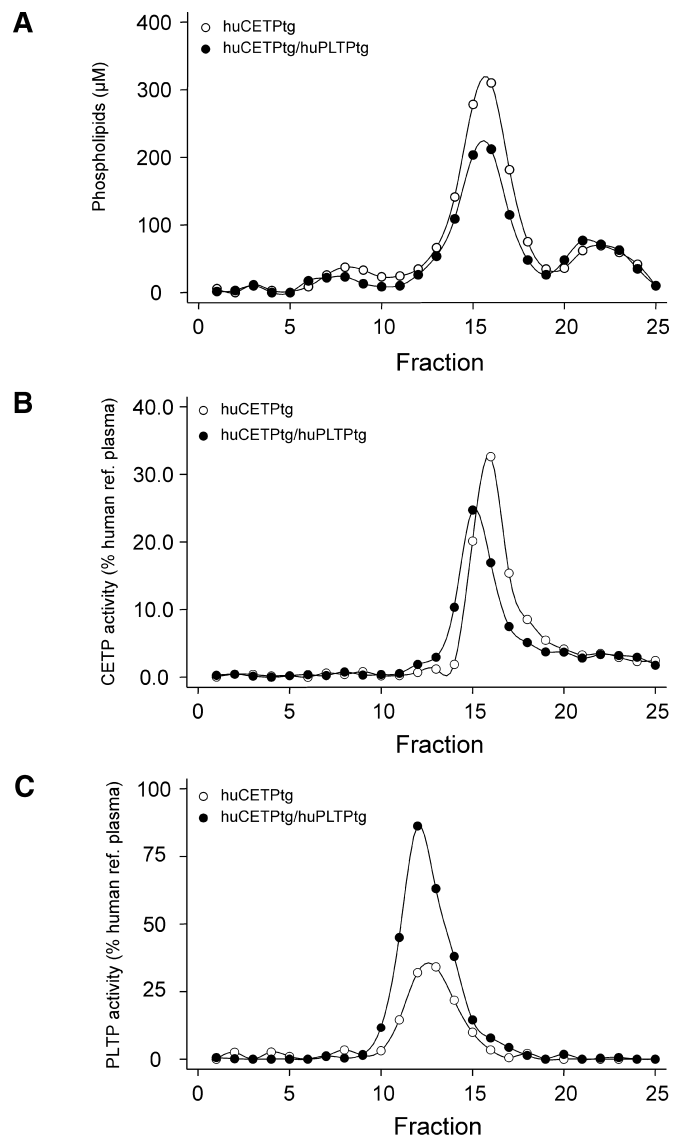 A
Phospholipids (µM)
400
300
200
100
0
huCETPtg
huCETPtg/huPLTPtg
0 5 10 15 20 25
Fraction
B
CETP activity (% human ref. plasma)
40.0
30.0
20.0
10.0
0.0
huCETPtg
huCETPtg/huPLTPtg
0 5 10 15 20 25
Fraction
C
PLTP activity (% human ref. plasma)
100
75
50
25
0
huCETPtg
huCETPtg/huPLTPtg
0 5 10 15 20 25
Fraction